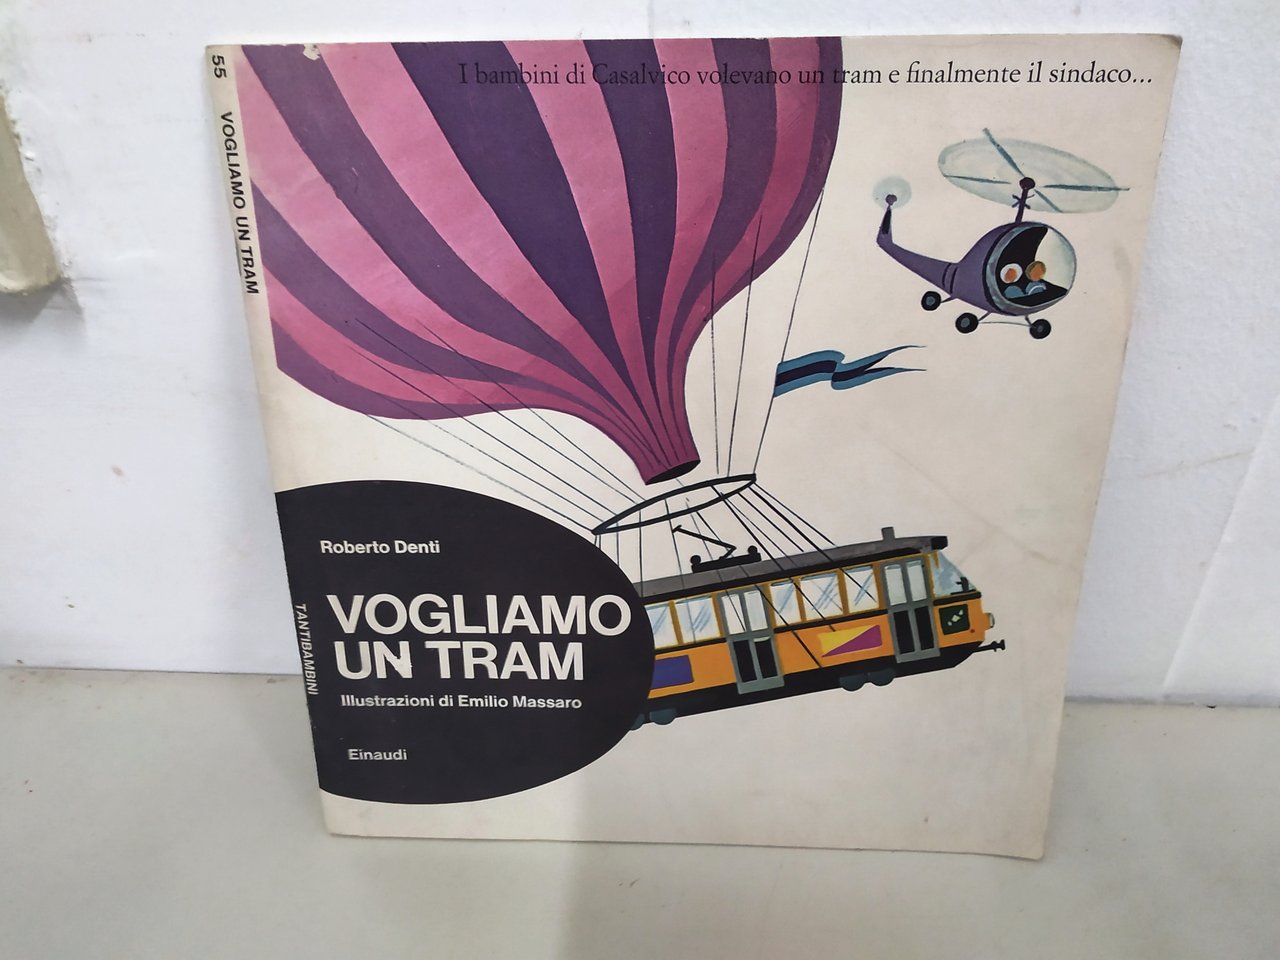 I bambini di Casalvico volevano un tram e finalmente il sindaco...
55 VOGLIAMO UN TRAM
TANTIBAMBINI
Roberto Denti
VOGLIAMO
UN TRAM
Illustrazioni di Emilio Massaro
Einaudi